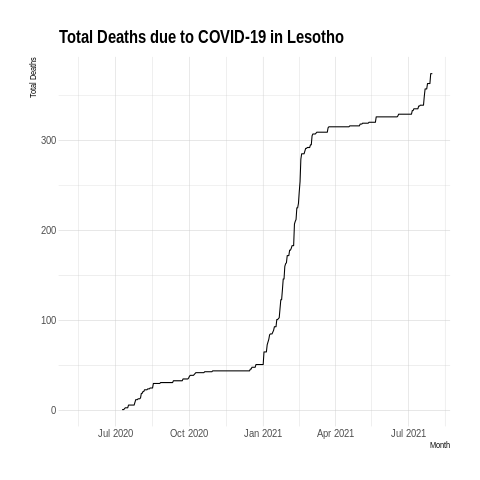 Total Deaths due to COVID-19 in Lesotho
Total Deaths
300
200
100
0
Jul 2020 Oct 2020 Jan 2021 Apr 2021 Jul 2021
Month